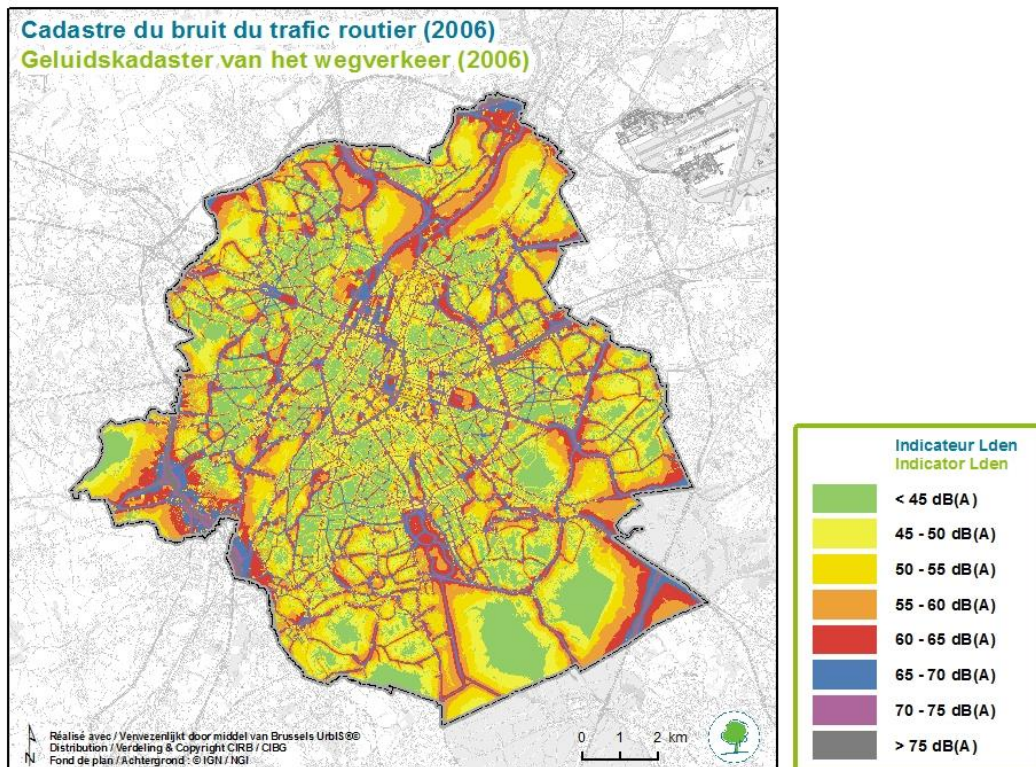 Cadastre du bruit du trafic routier (2006)
Geluidskadaster van het wegverkeer (2006)
Indicateur Lden
Indicator Lden
< 45 dB(A)
45 - 50 dB(A)
50 - 55 dB(A)
55 - 60 dB(A)
60 - 65 dB(A)
65 - 70 dB(A)
70 - 75 dB(A)
> 75 dB(A)
N
Réalisé avec / Verwezenlijkt door middel van Brussels UrbIS®©
Distribution / Verdeling & Copyright CIRB / CIBG
Fond de plan / Achtergrond : © IGN / NGI
0 1 2 km